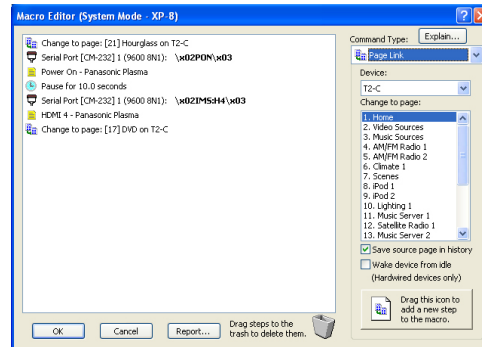 Macro Editor (System Mode - XP-8)
Change to page: [21] Hourglass on T2-C
Serial Port [CM-232] 1 (9600 8N1): \x02PON\x03
Power On - Panasonic Plasma
Pause for 10.0 seconds
Serial Port [CM-232] 1 (9600 8N1): \x02IMS:H4\x03
HDMI 4 - Panasonic Plasma
Change to page: [17] DVD on T2-C
OK
Cancel
Report...
Drag steps to the
trash to delete them.
Command Type:
Explain...
Page Link
Device:
T2-C
Change to page:
1. Home
2. Video Sources
3. Music Sources
4. AM/FM Radio 1
5. AM/FM Radio 2
6. Climate 1
7. Scenes
8. iPod 1
9. iPod 2
10. Lighting 1
11. Music Server 1
12. Satellite Radio 1
13. Music Server 2
Save source page in history
Wake device from idle
(Hardwired devices only)
Drag this icon to
add a new step
to the macro.